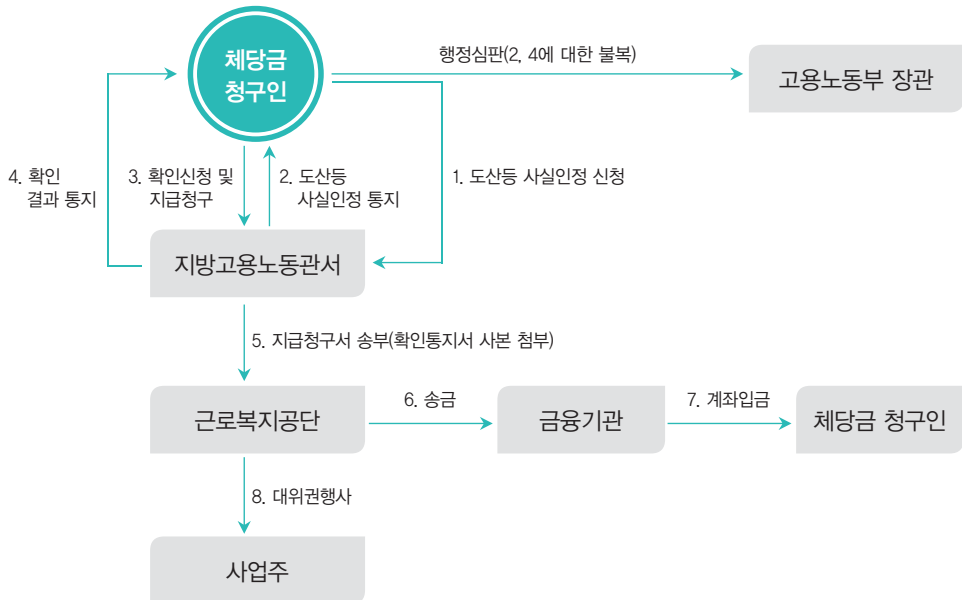 체당금
청구인
행정심판(2, 4에 대한 불복)
고용노동부 장관
4. 확인
결과 통지
3. 확인신청 및
지급청구
2. 도산등
사실인정 통지
1. 도산등 사실인정 신청
지방고용노동관서
5. 지급청구서 송부(확인통지서 사본 첨부)
근로복지공단
6. 송금
금융기관
7. 계좌입금
체당금 청구인
8. 대위권행사
사업주